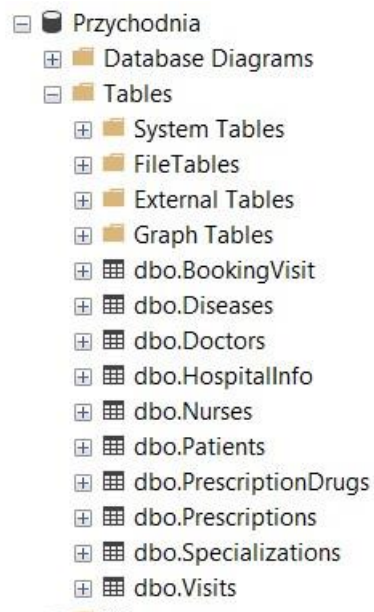 Przychodnia
Database Diagrams
Tables
System Tables
FileTables
External Tables
Graph Tables
dbo.BookingVisit
dbo.Diseases
dbo.Doctors
dbo.HospitalInfo
dbo.Nurses
dbo.Patients
dbo.PrescriptionDrugs
dbo.Prescriptions
dbo.Specializations
dbo.Visits